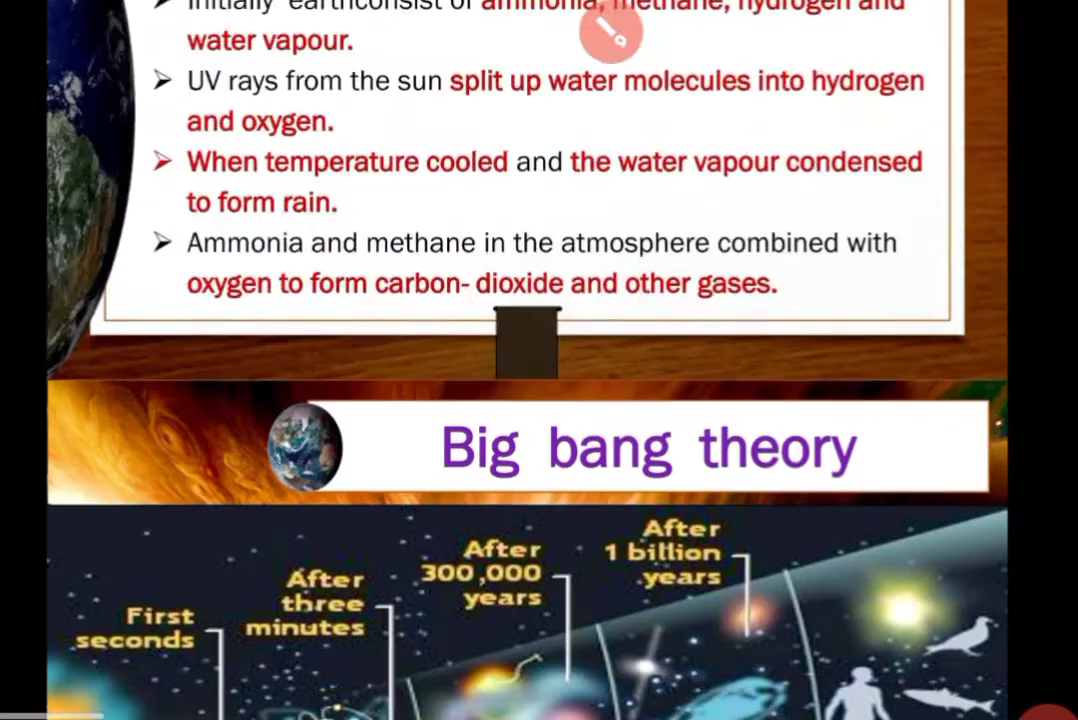 Initially earthconsist of ammonia, methane, hydrogen and
water vapour.
UV rays from the sun split up water molecules into hydrogen
and oxygen.
When temperature cooled and the water vapour condensed
to form rain.
Ammonia and methane in the atmosphere combined with
oxygen to form carbon- dioxide and other gases.
Big bang theory
First
seconds
After
three
minutes
After
300,000
years
After
1 billion
years